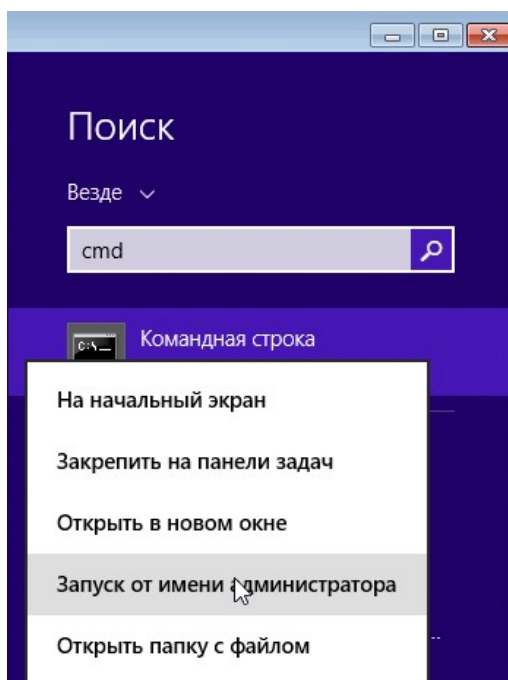 Поиск
Везде
cmd
Командная строка
На начальный экран
Закрепить на панели задач
Открыть в новом окне
Запуск от имени администратора
Открыть папку с файлом